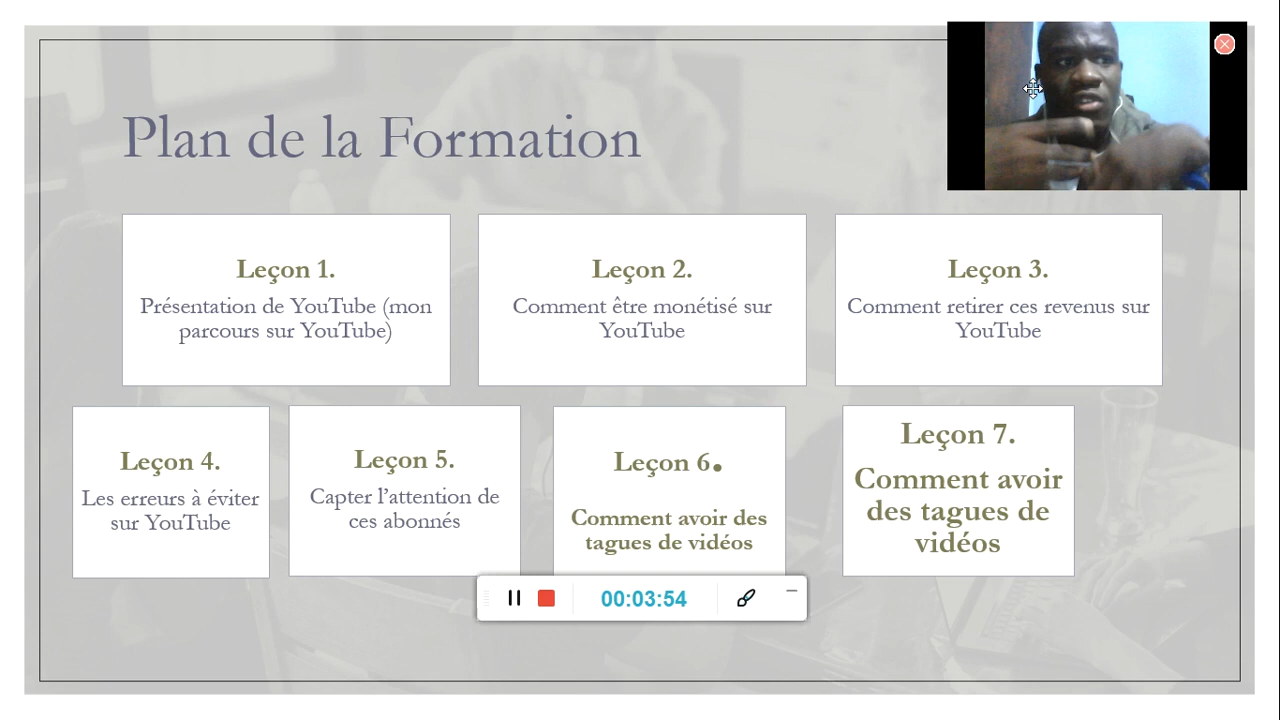 Plan de la Formation
Leçon 1.
Présentation de YouTube (mon
parcours sur YouTube)
Leçon 2.
Comment être monétisé sur
YouTube
Leçon 3.
Comment retirer ces revenus sur
YouTube
Leçon 4.
Les erreurs à éviter
sur YouTube
Leçon 5.
Capter l’attention de
ces abonnés
Leçon 6.
Comment avoir des
tagues de vidéos
Leçon 7.
Comment avoir
des tagues de
vidéos
00:03:54